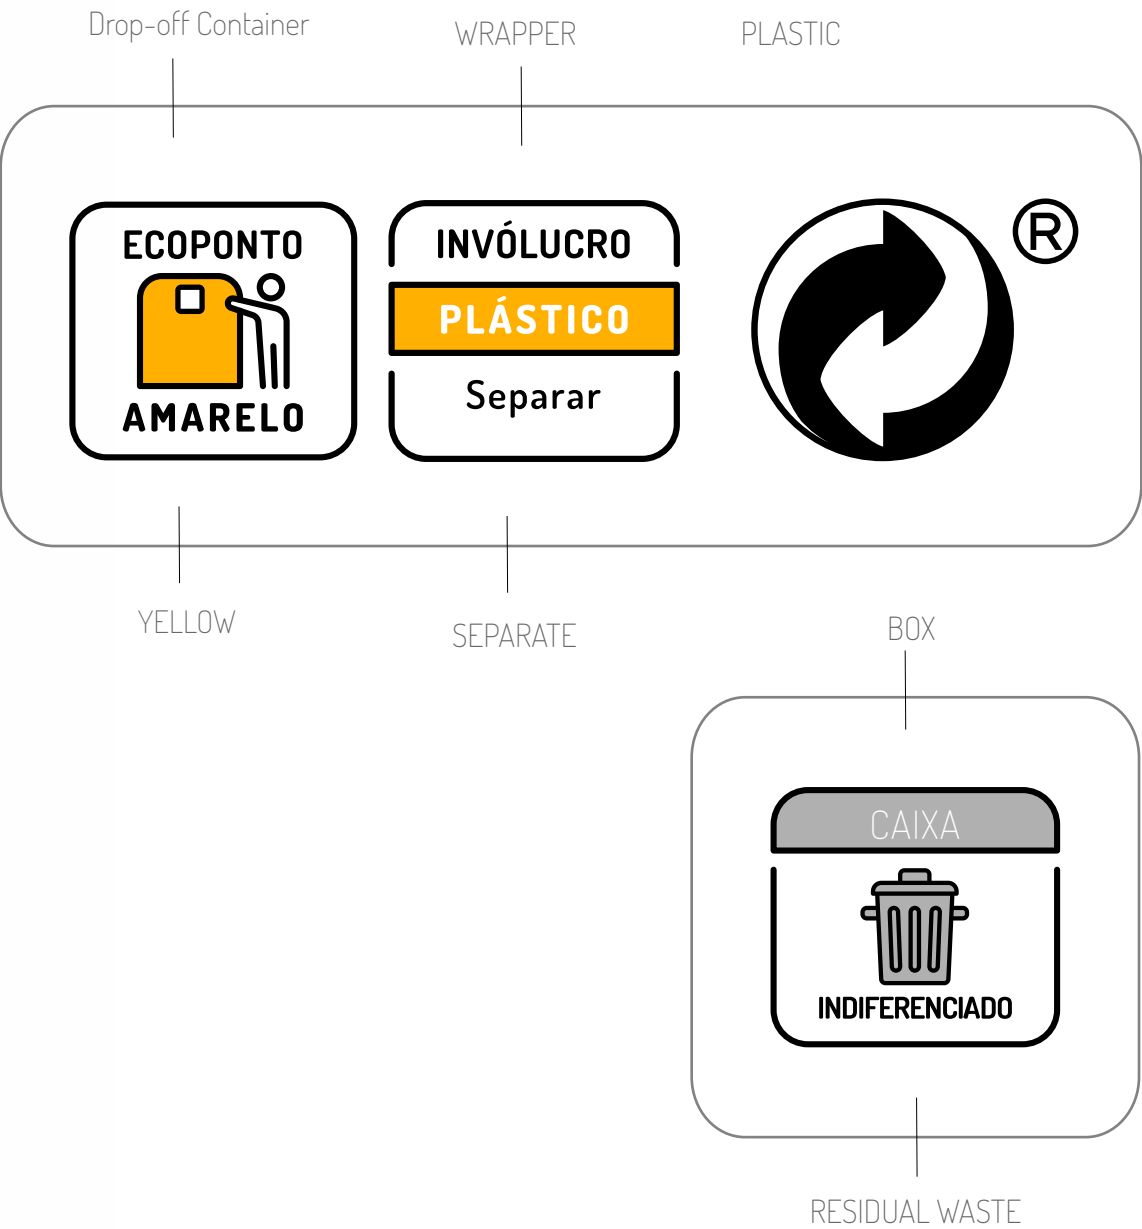 Drop-off Container
WRAPPER
PLASTIC
ECOPONTO
AMARELO
INVÓLUCRO
PLÁSTICO
Separar
®
YELLOW
SEPARATE
BOX
CAIXA
INDIFERENCIADO
RESIDUAL WASTE